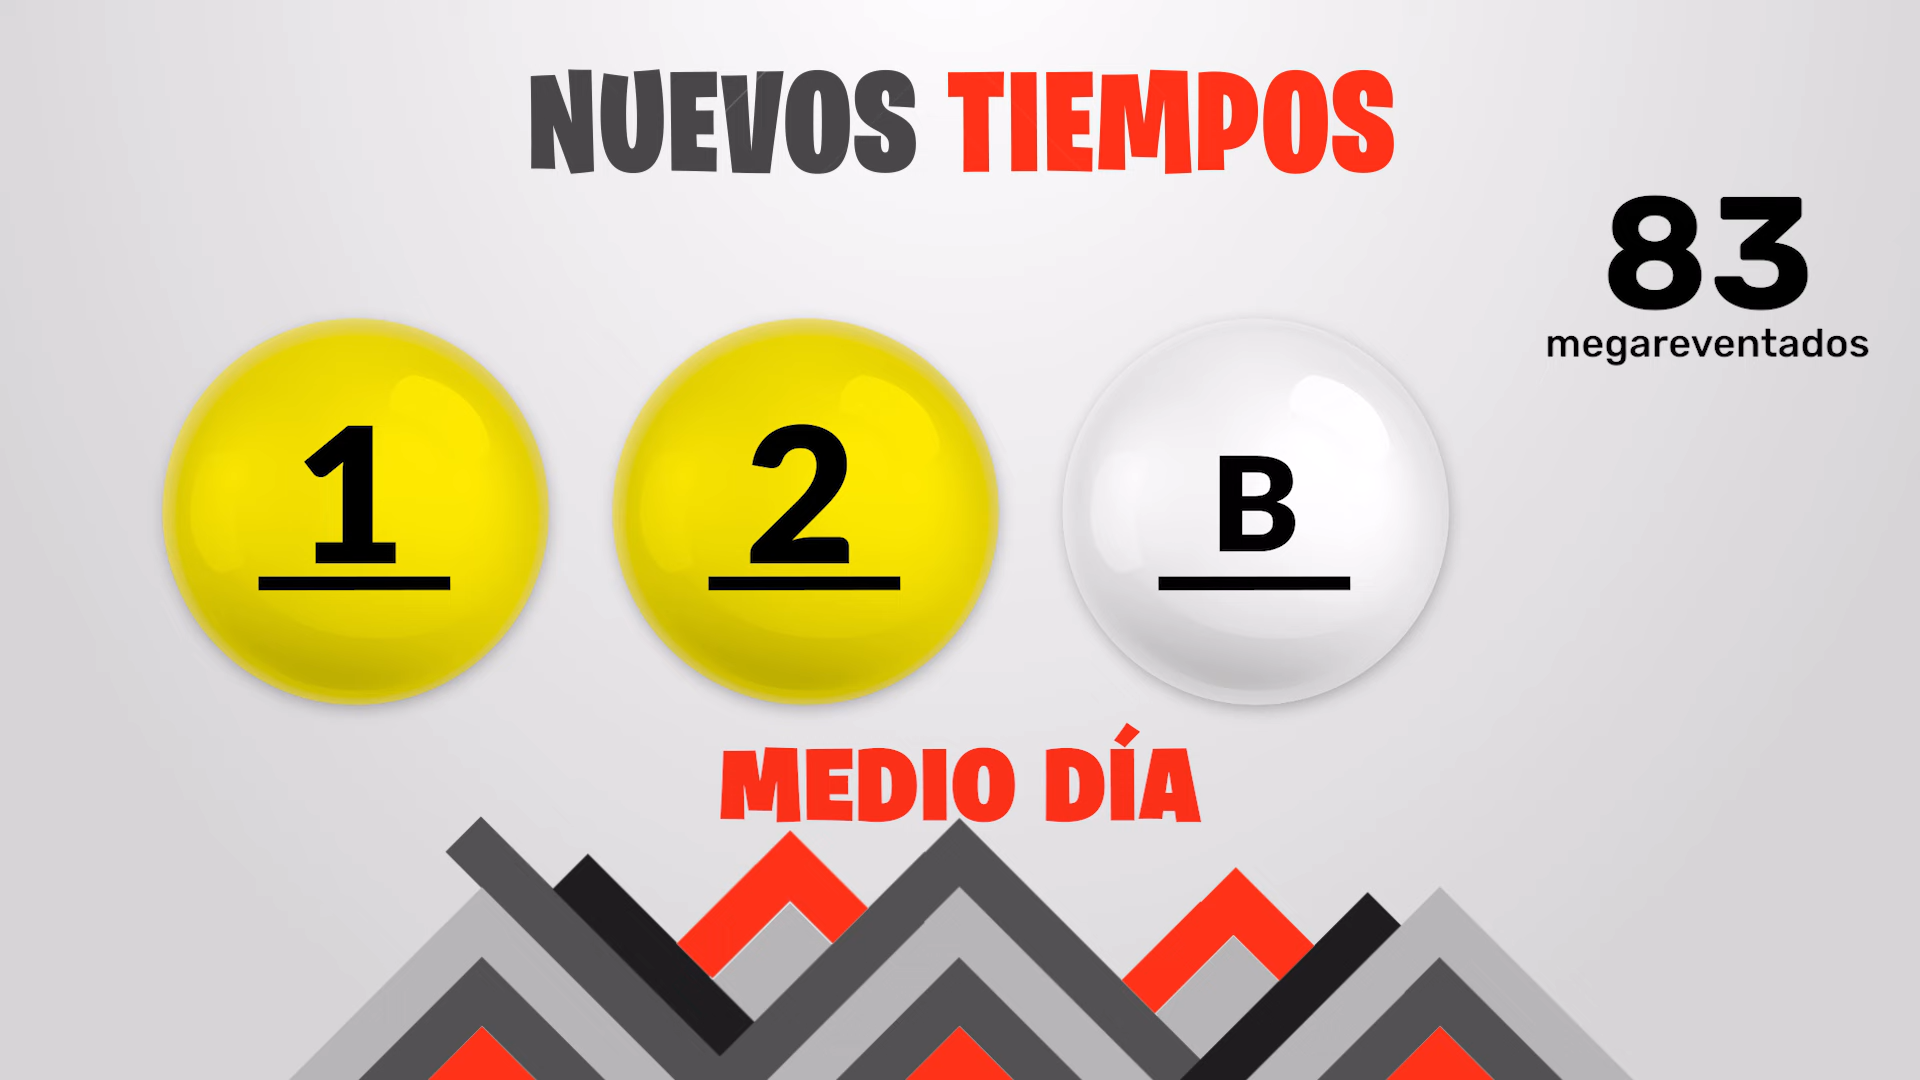 NUEVOS TIEMPOS
83
megareventados
1 2 B
MEDIO DÍA